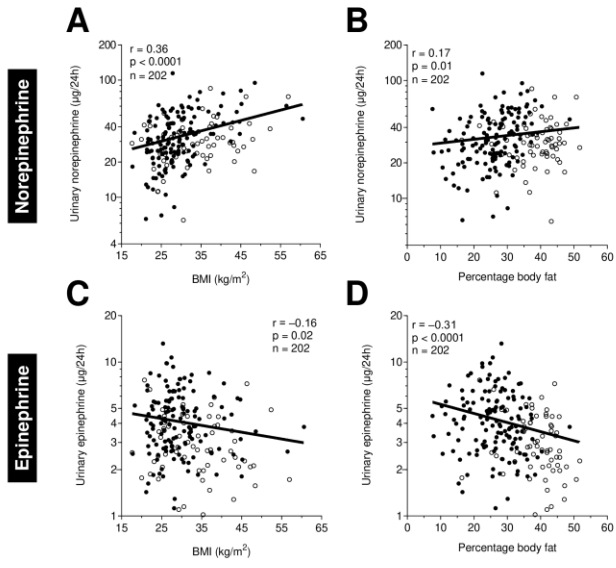 A
r = 0.36
p < 0.0001
n = 202
Norepinephrine
Urinary norepinephrine (µg/24h)
200
100
40
20
10
4
15 25 35 45 55 65
BMI (kg/m²)
B
r = 0.17
p = 0.01
n = 202
Urinary norepinephrine (µg/24h)
200
100
40
20
10
0 10 20 30 40 50 60
Percentage body fat
C
r = –0.16
p = 0.02
n = 202
Epinephrine
Urinary epinephrine (µg/24h)
20
10
5
4
3
2
1
15 25 35 45 55 65
BMI (kg/m²)
D
r = –0.31
p < 0.0001
n = 202
Urinary epinephrine (µg/24h)
20
10
5
4
3
2
1
0 10 20 30 40 50 60
Percentage body fat